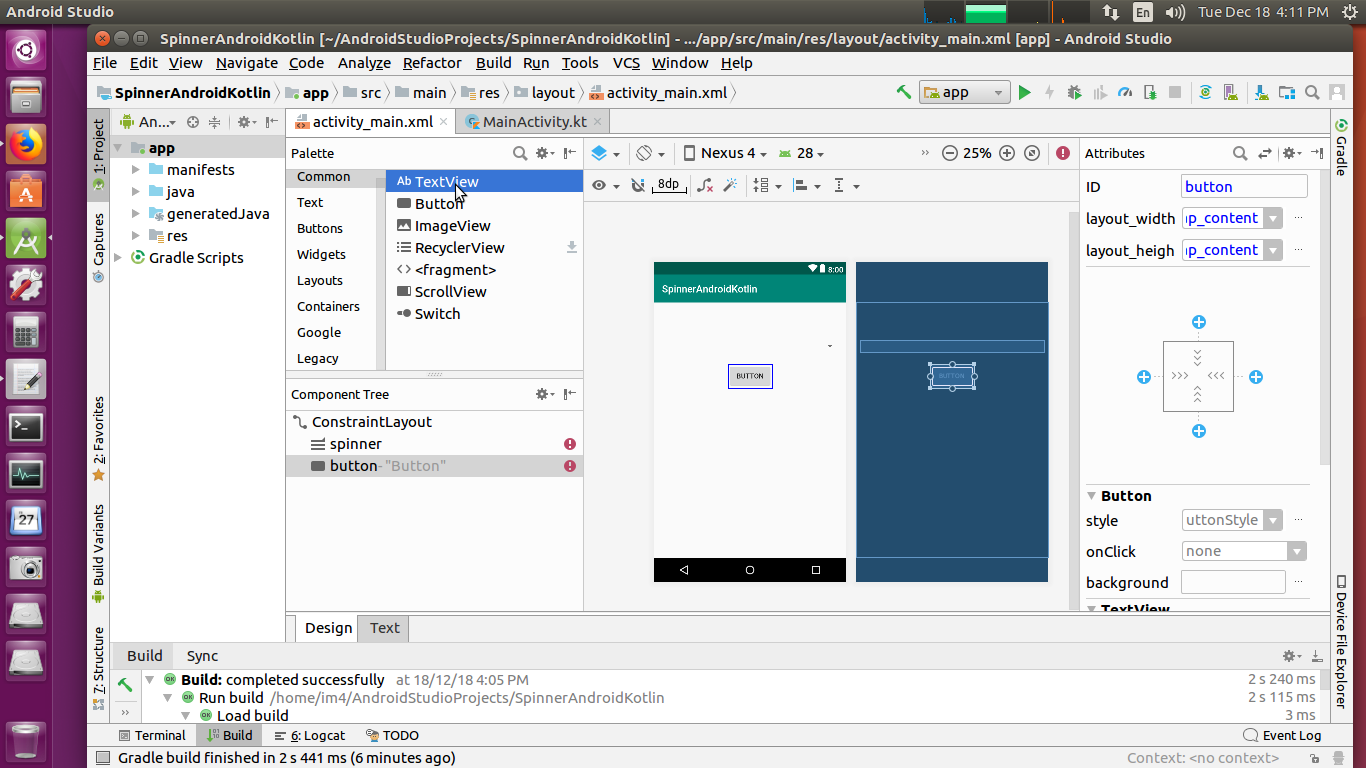 Android Studio
En
Tue Dec 18 4:11 PM
SpinnerAndroidKotlin [~/AndroidStudioProjects/SpinnerAndroidKotlin] - .../app/src/main/res/layout/activity_main.xml [app] - Android Studio
File Edit View Navigate Code Analyze Refactor Build Run Tools VCS Window Help
SpinnerAndroidKotlin app src main res layout activity_main.xml
app
1: Project
Captures
2: Favorites
Build Variants
7: Structure
An...
app
manifests
java
generatedJava
res
Gradle Scripts
activity_main.xml
MainActivity.kt
Palette
Common
Text
Buttons
Widgets
Layouts
Containers
Google
Legacy
Ab TextView
Button
ImageView
RecyclerView
<fragment>
ScrollView
Switch
Component Tree
ConstraintLayout
spinner
button- "Button"
Nexus 4
28
25%
8dp
8:00
SpinnerAndroidKotlin
BUTTON
BUTTON
Attributes
ID button
layout_width ap_content
layout_heigh ap_content
Button
style uttonStyle
onClick none
background
TextView
Gradle
Device File Explorer
Design Text
Build Sync
Build: completed successfully at 18/12/18 4:05 PM 2 s 240 ms
Run build /home/im4/AndroidStudioProjects/SpinnerAndroidKotlin 2 s 115 ms
Load build 3 ms
Terminal Build 6: Logcat TODO Event Log
Gradle build finished in 2 s 441 ms (6 minutes ago) Context: <no context>
27